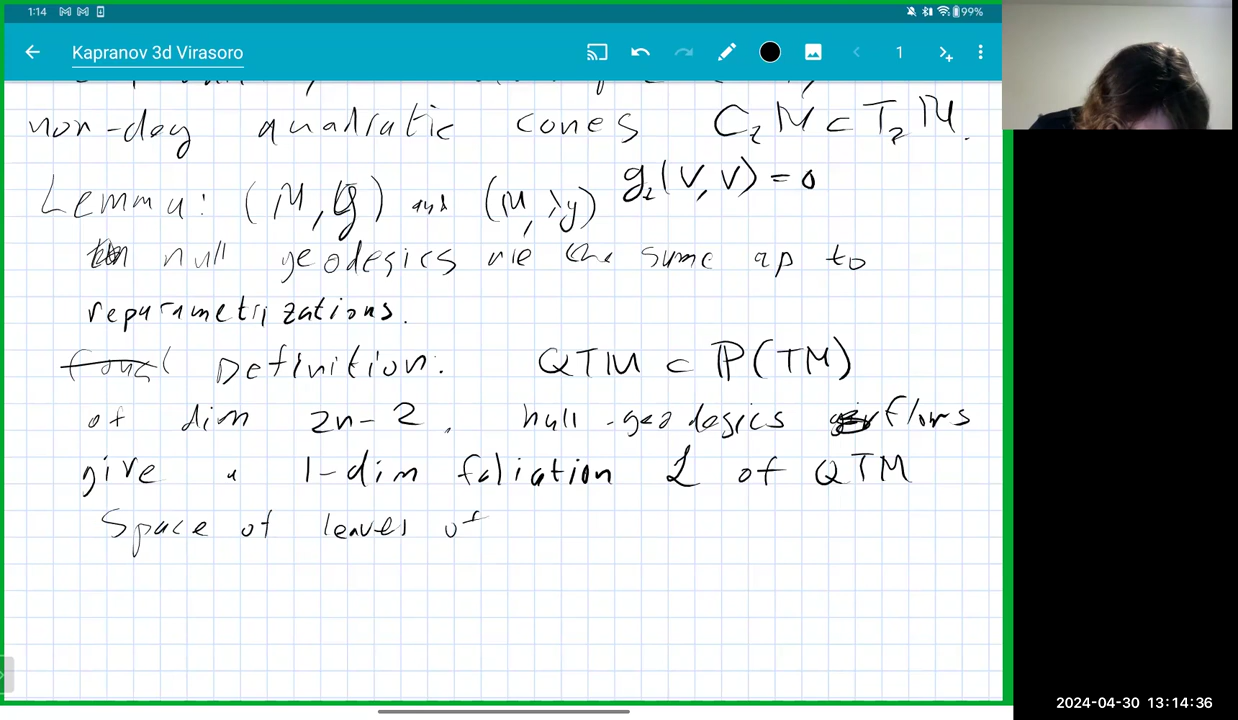 1:14
99%
Kapranov 3d Virasoro
1
non-deg quadratic cones C_z M ⊂ T_z M.
Lemma: (M, g) and (M, λg) g_z(V, V) = 0
null geodesics are the same up to
reparametrizations.
Definition: QTM ⊂ ℙ(TM)
of dim 2n-2. null-geodesics flows
give a 1-dim foliation L of QTM
Space of leaves of
2024-04-30 13:14:36